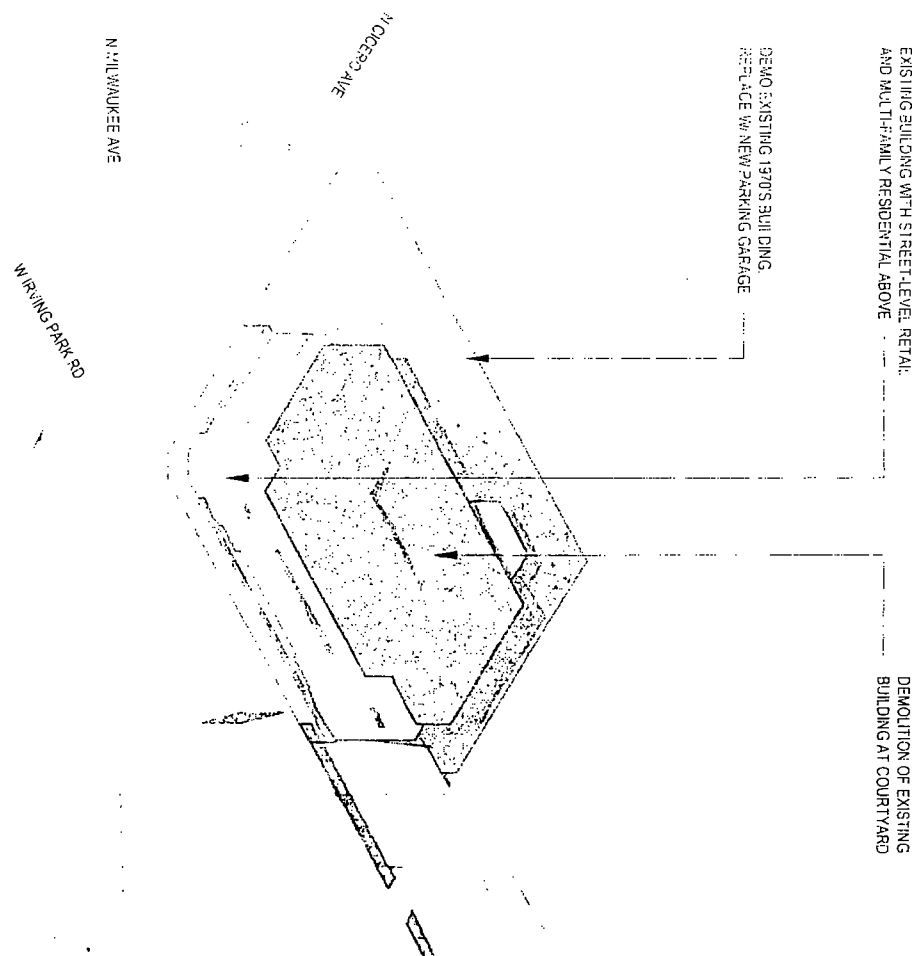 EXISTING BUILDING WITH STREET-LEVEL RETAIL
AND MULTI-FAMILY RESIDENTIAL ABOVE
DEMOLITION OF EXISTING
BUILDING AT COURTYARD
DEMO EXISTING 1970'S BUILDING.
REPLACE W/ NEW PARKING GARAGE
N CICERO AVE
N MILWAUKEE AVE
W IRVING PARK RD